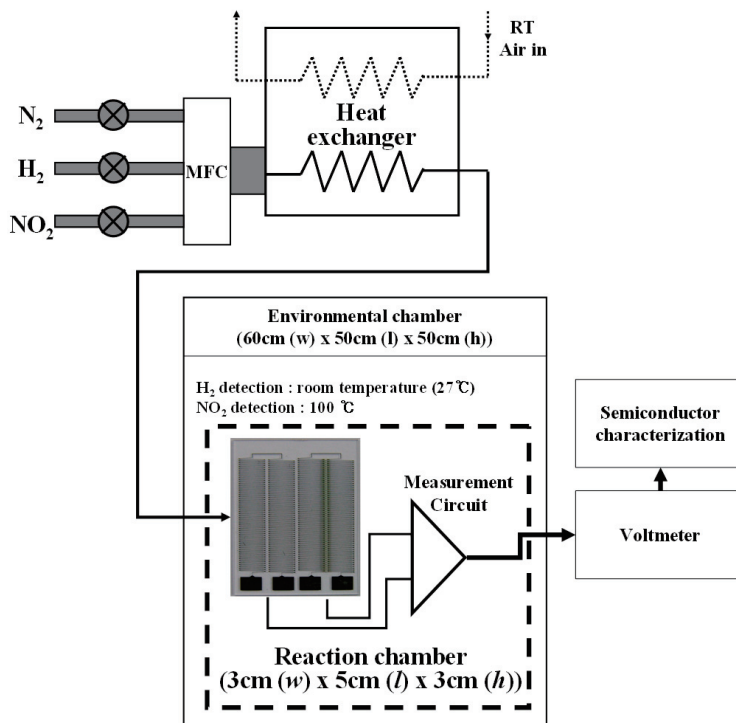 RT
Air in
N₂
H₂
NO₂
MFC
Heat
exchanger
Environmental chamber
(60cm (w) x 50cm (l) x 50cm (h))
H₂ detection : room temperature (27℃)
NO₂ detection : 100 ℃
Measurement
Circuit
Semiconductor
characterization
Voltmeter
Reaction chamber
(3cm (w) x 5cm (l) x 3cm (h))